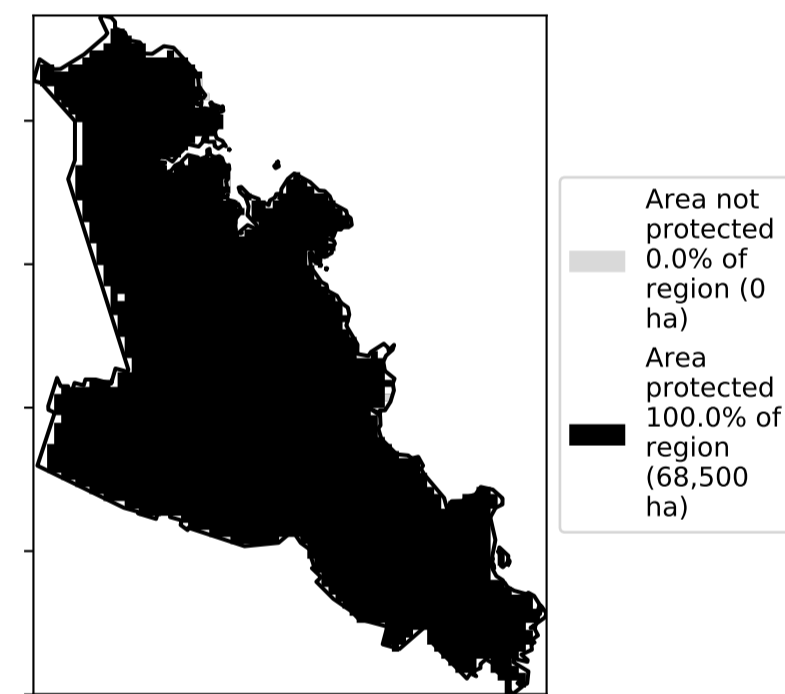 Area not
protected
0.0% of
region (0
ha)
Area
protected
100.0% of
region
(68,500
ha)